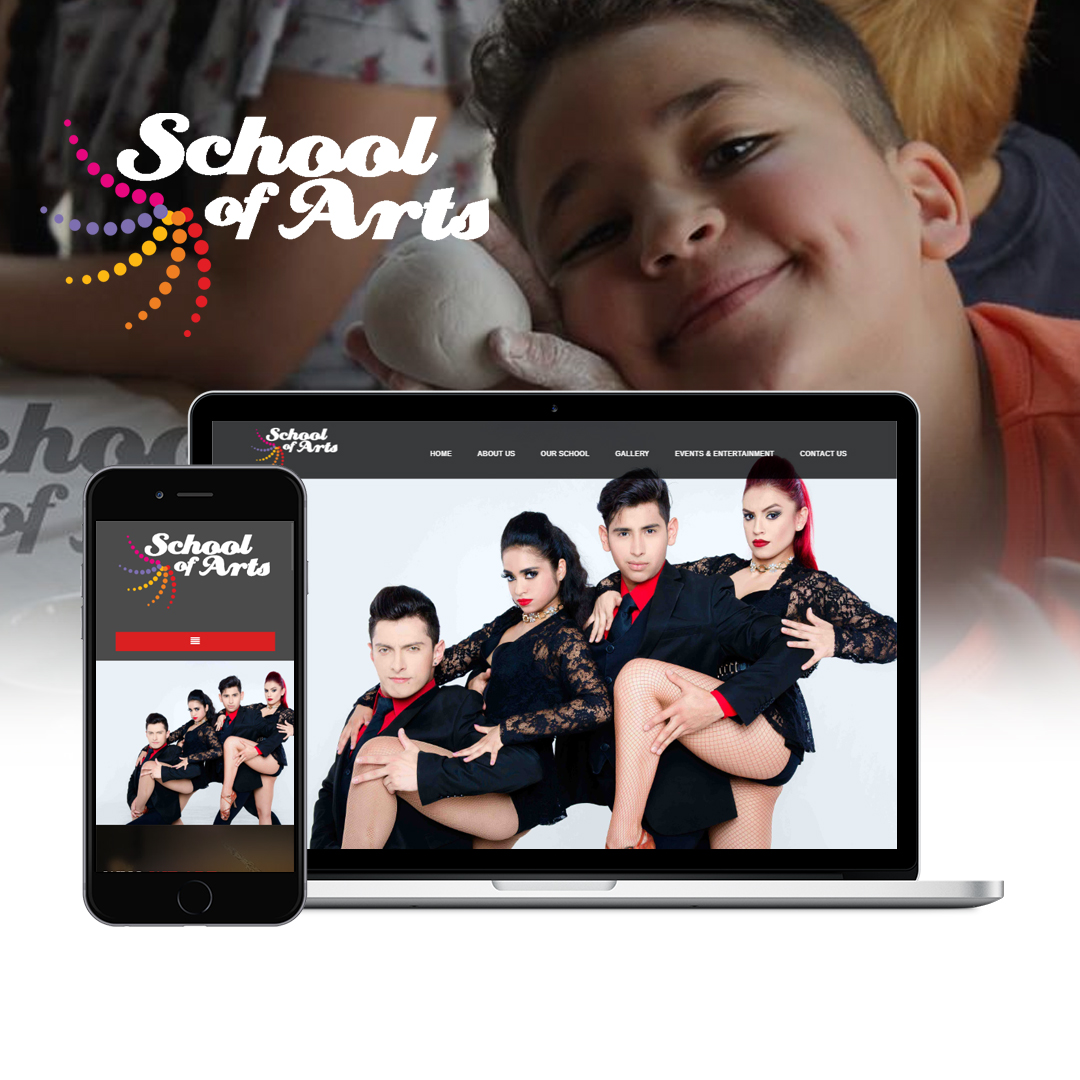 School
of Arts
School
of Arts
HOME
ABOUT US
OUR SCHOOL
GALLERY
EVENTS & ENTERTAINMENT
CONTACT US
choo
of
School
of Arts